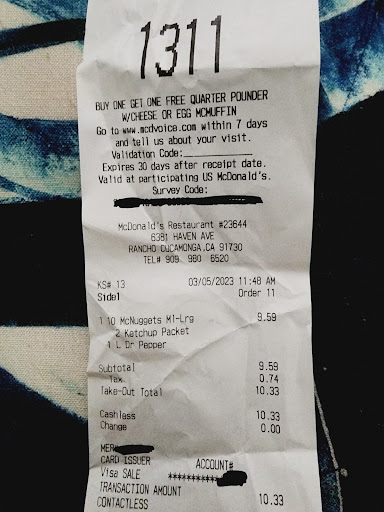 1311
BUY ONE GET ONE FREE QUARTER POUNDER
W/CHEESE OR EGG MCMUFFIN
Go to www.mcdvoice.com within 7 days
and tell us about your visit.
Validation Code:
Expires 30 days after receipt date.
Valid at participating US McDonald's.
Survey Code:
McDonald's Restaurant #23644
6381 HAVEN AVE
RANCHO CUCAMONGA,CA 91730
TEL# 909 980 6520
KS# 13 03/05/2023 11:48 AM
Side1 Order 11
1 10 McNuggets Ml-Lrg 9.59
2 Ketchup Packet
1 L Dr Pepper
Subtotal 9.59
Tax 0.74
Take-Out Total 10.33
Cashless 10.33
Change 0.00
MER
CARD ISSUER ACCOUNT#
Visa SALE ************
TRANSACTION AMOUNT 10.33
CONTACTLESS